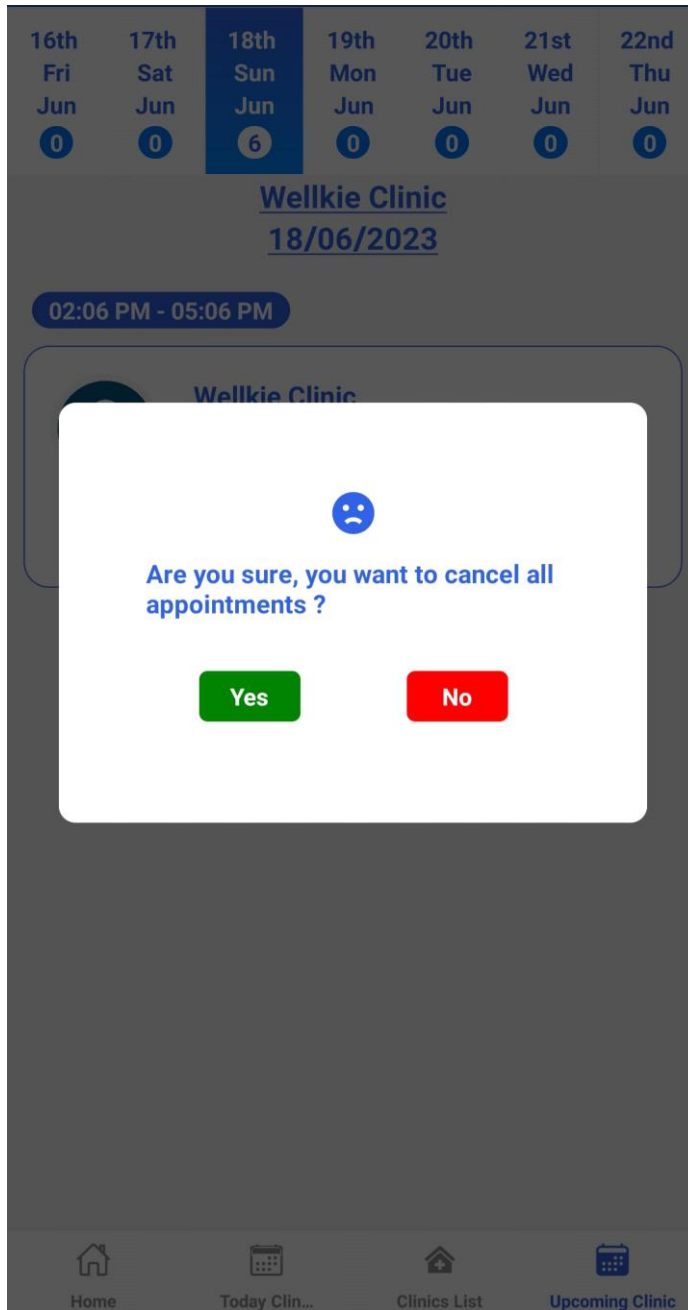 16th 17th 18th 19th 20th 21st 22nd
Fri Sat Sun Mon Tue Wed Thu
Jun Jun Jun Jun Jun Jun Jun
0 0 6 0 0 0 0
Wellkie Clinic
18/06/2023
02:06 PM - 05:06 PM
Wellkie Clinic
Are you sure, you want to cancel all
appointments ?
Yes No
Home Today Clin... Clinics List Upcoming Clinic